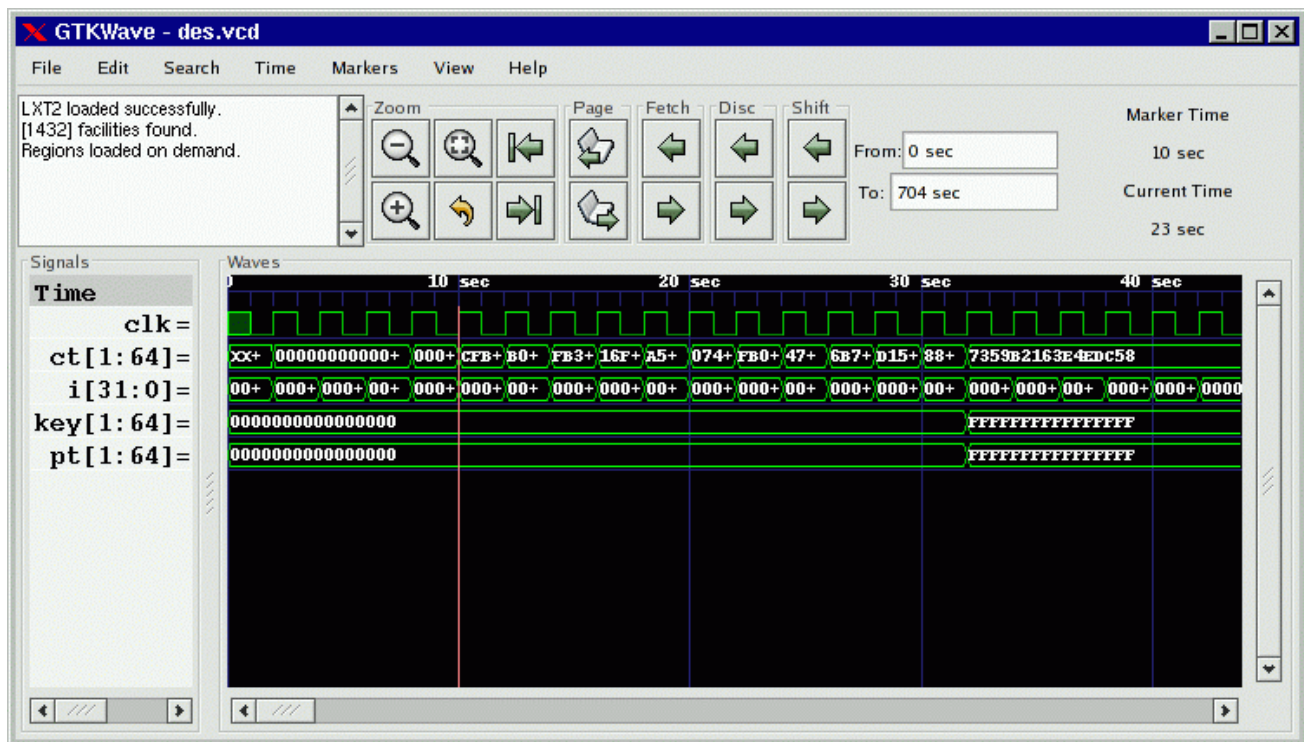 GTKWave - des.vcd
File Edit Search Time Markers View Help
LXT2 loaded successfully.
[1432] facilities found.
Regions loaded on demand.
Zoom Page Fetch Disc Shift
From: 0 sec
To: 704 sec
Marker Time
10 sec
Current Time
23 sec
Signals
Waves
Time
0 10 sec 20 sec 30 sec 40 sec
clk=
ct[1:64]= XX+ 00000000000+ 000+ CFB+ B0+ FB3+ 16F+ A5+ 074+ FB0+ 47+ 6B7+ D15+ 88+ 7359B2163E4EDC58
i[31:0]= 00+ 000+ 000+ 00+ 000+ 000+ 00+ 000+ 000+ 00+ 000+ 000+ 00+ 000+ 000+ 00+ 000+ 000+ 00+ 000+ 000+ 0000
key[1:64]= 0000000000000000 FFFFFFFFFFFFFFFF
pt[1:64]= 0000000000000000 FFFFFFFFFFFFFFFF